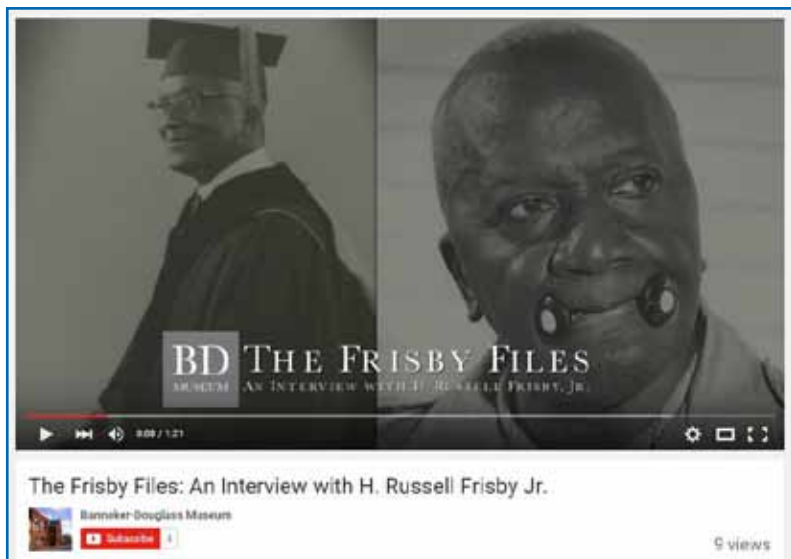 BD THE FRISBY FILES
MUSEUM AN INTERVIEW WITH H. RUSSELL FRISBY, JR.
0:08 / 1:21
The Frisby Files: An Interview with H. Russell Frisby Jr.
Banneker-Douglass Museum
Subscribe 4
9 views